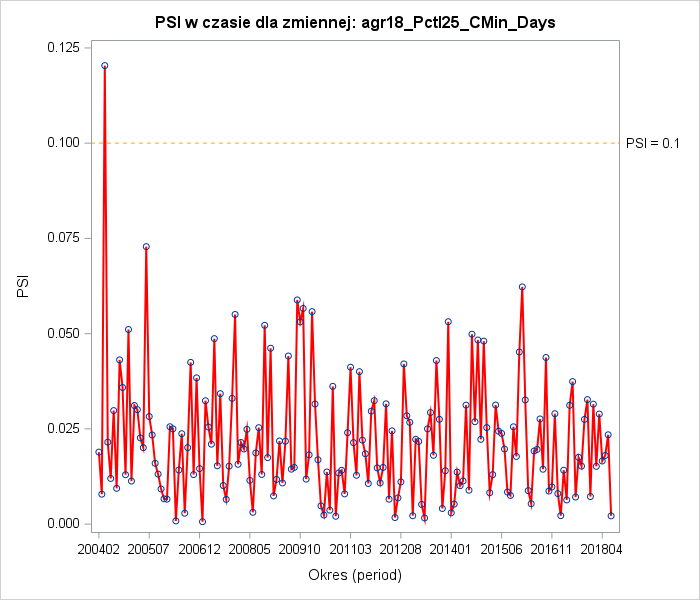 PSI w czasie dla zmiennej: agr18_Pctl25_CMin_Days
0.125
0.100
PSI = 0.1
0.075
PSI
0.050
0.025
0.000
200402 200507 200612 200805 200910 201103 201208 201401 201506 201611 201804
Okres (period)